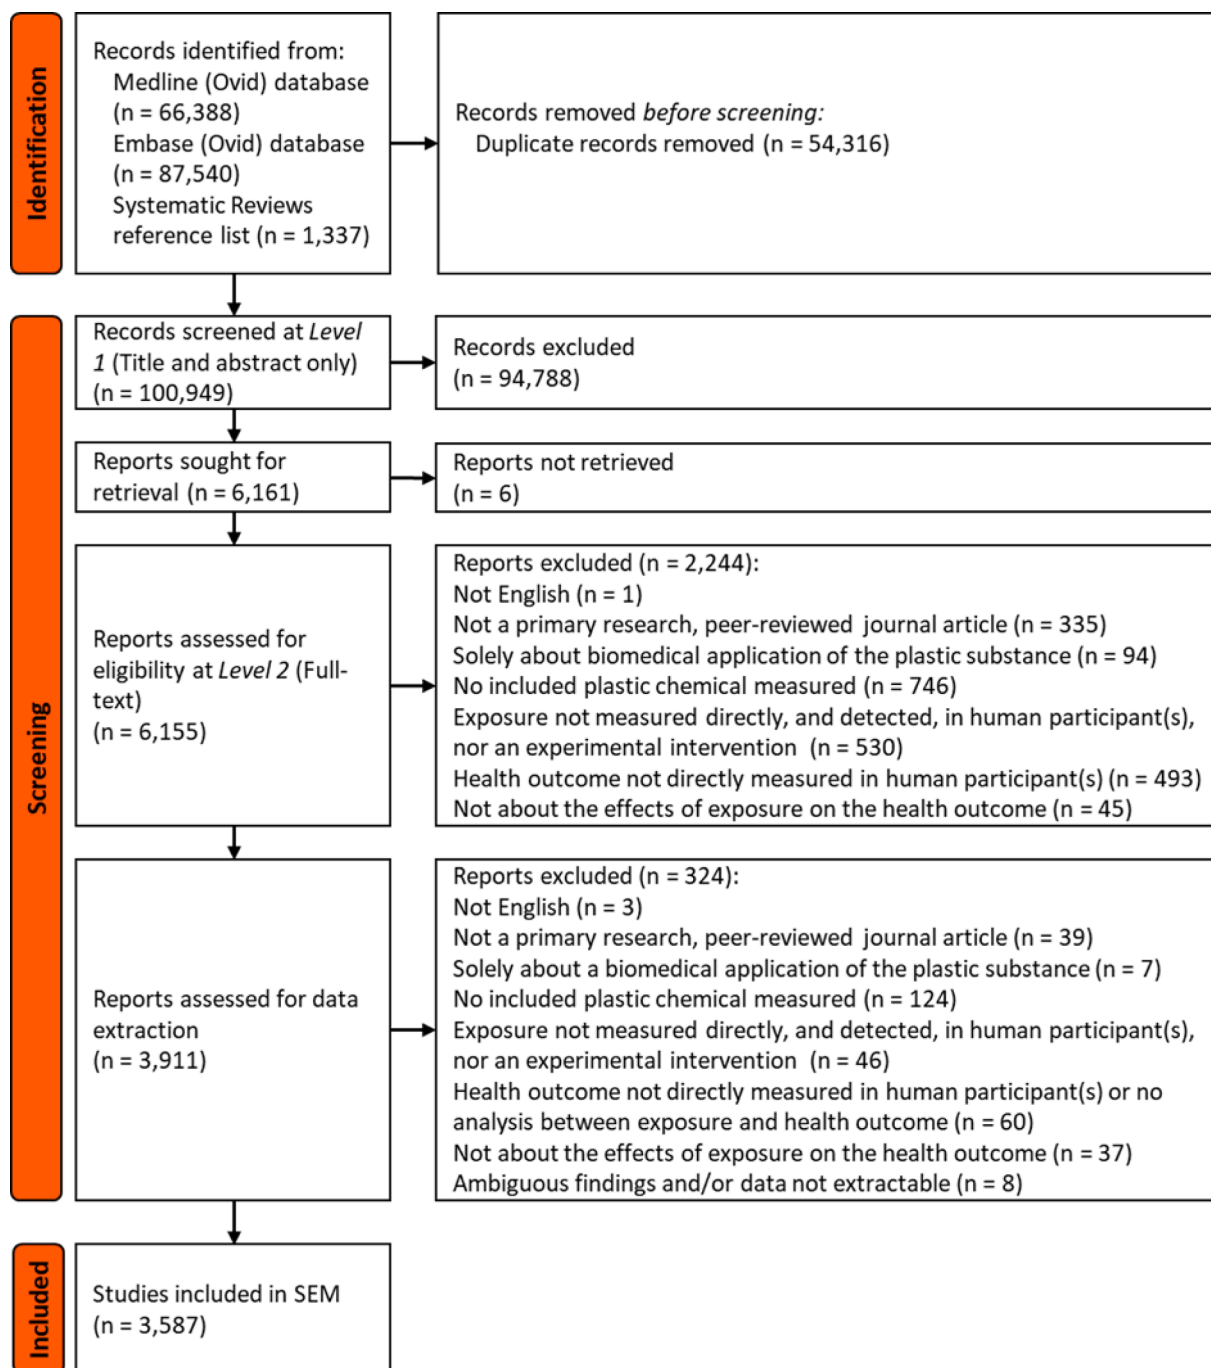 Identification
Records identified from:
Medline (Ovid) database
(n = 66,388)
Embase (Ovid) database
(n = 87,540)
Systematic Reviews
reference list (n = 1,337)
Records removed before screening:
Duplicate records removed (n = 54,316)
Screening
Records screened at Level
1 (Title and abstract only)
(n = 100,949)
Records excluded
(n = 94,788)
Reports sought for
retrieval (n = 6,161)
Reports not retrieved
(n = 6)
Reports assessed for
eligibility at Level 2 (Full-
text)
(n = 6,155)
Reports excluded (n = 2,244):
Not English (n = 1)
Not a primary research, peer-reviewed journal article (n = 335)
Solely about biomedical application of the plastic substance (n = 94)
No included plastic chemical measured (n = 746)
Exposure not measured directly, and detected, in human participant(s),
nor an experimental intervention (n = 530)
Health outcome not directly measured in human participant(s) (n = 493)
Not about the effects of exposure on the health outcome (n = 45)
Reports assessed for data
extraction
(n = 3,911)
Reports excluded (n = 324):
Not English (n = 3)
Not a primary research, peer-reviewed journal article (n = 39)
Solely about a biomedical application of the plastic substance (n = 7)
No included plastic chemical measured (n = 124)
Exposure not measured directly, and detected, in human participant(s),
nor an experimental intervention (n = 46)
Health outcome not directly measured in human participant(s) or no
analysis between exposure and health outcome (n = 60)
Not about the effects of exposure on the health outcome (n = 37)
Ambiguous findings and/or data not extractable (n = 8)
Included
Studies included in SEM
(n = 3,587)